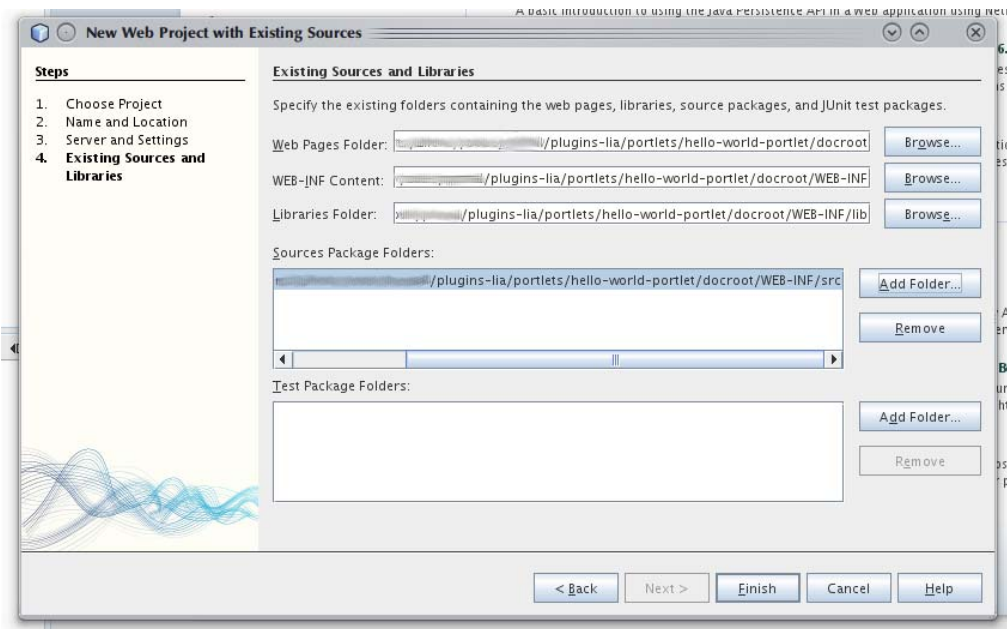 A basic introduction to using the Java Persistence API in a web application using Net
New Web Project with Existing Sources
Steps
1. Choose Project
2. Name and Location
3. Server and Settings
4. Existing Sources and
Libraries
Existing Sources and Libraries
Specify the existing folders containing the web pages, libraries, source packages, and JUnit test packages.
Web Pages Folder: /plugins-lia/portlets/hello-world-portlet/docroot Browse...
WEB-INF Content: /plugins-lia/portlets/hello-world-portlet/docroot/WEB-INF Browse...
Libraries Folder: /plugins-lia/portlets/hello-world-portlet/docroot/WEB-INF/lib Browse...
Sources Package Folders:
/plugins-lia/portlets/hello-world-portlet/docroot/WEB-INF/src Add Folder...
Remove
Test Package Folders:
Add Folder...
Remove
< Back Next > Finish Cancel Help